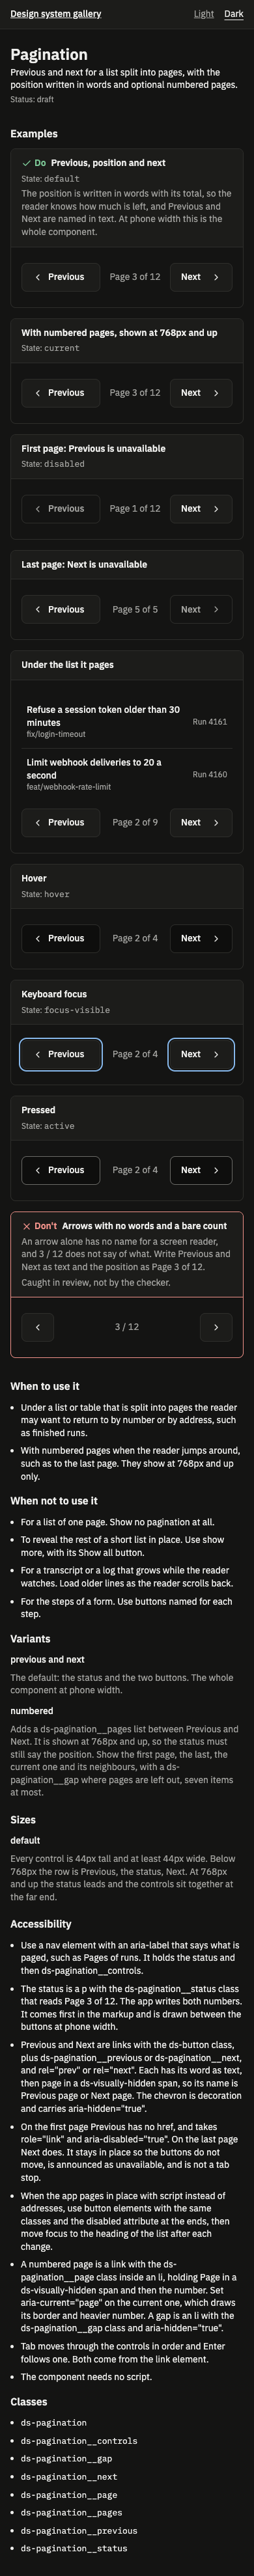 Design system gallery Light Dark
Pagination
Previous and next for a list split into pages, with the
position written in words and optional numbered pages.
Status: draft
Examples
Do Previous, position and next
State: default
The position is written in words with its total, so the
reader knows how much is left, and Previous and
Next are named in text. At phone width this is the
whole component.
Previous Page 3 of 12 Next
With numbered pages, shown at 768px and up
State: current
Previous Page 3 of 12 Next
First page: Previous is unavailable
State: disabled
Previous Page 1 of 12 Next
Last page: Next is unavailable
Previous Page 5 of 5 Next
Under the list it pages
Refuse a session token older than 30
minutes
fix/login-timeout
Run 4161
Limit webhook deliveries to 20 a
second
feat/webhook-rate-limit
Run 4160
Previous Page 2 of 9 Next
Hover
State: hover
Previous Page 2 of 4 Next
Keyboard focus
State: focus-visible
Previous Page 2 of 4 Next
Pressed
State: active
Previous Page 2 of 4 Next
Don't Arrows with no words and a bare count
An arrow alone has no name for a screen reader,
and 3 / 12 does not say of what. Write Previous and
Next as text and the position as Page 3 of 12.
Caught in review, not by the checker.
3 / 12
When to use it
Under a list or table that is split into pages the reader
may want to return to by number or by address, such
as finished runs.
With numbered pages when the reader jumps around,
such as to the last page. They show at 768px and up
only.
When not to use it
For a list of one page. Show no pagination at all.
To reveal the rest of a short list in place. Use show
more, with its Show all button.
For a transcript or a log that grows while the reader
watches. Load older lines as the reader scrolls back.
For the steps of a form. Use buttons named for each
step.
Variants
previous and next
The default: the status and the two buttons. The whole
component at phone width.
numbered
Adds a ds-pagination__pages list between Previous and
Next. It is shown at 768px and up, so the status must
still say the position. Show the first page, the last, the
current one and its neighbours, with a ds-
pagination__gap where pages are left out, seven items
at most.
Sizes
default
Every control is 44px tall and at least 44px wide. Below
768px the row is Previous, the status, Next. At 768px
and up the status leads and the controls sit together at
the far end.
Accessibility
Use a nav element with an aria-label that says what is
paged, such as Pages of runs. It holds the status and
then ds-pagination__controls.
The status is a p with the ds-pagination__status class
that reads Page 3 of 12. The app writes both numbers.
It comes first in the markup and is drawn between the
buttons at phone width.
Previous and Next are links with the ds-button class,
plus ds-pagination__previous or ds-pagination__next,
and rel="prev" or rel="next". Each has its word as text,
then page in a ds-visually-hidden span, so its name is
Previous page or Next page. The chevron is decoration
and carries aria-hidden="true".
On the first page Previous has no href, and takes
role="link" and aria-disabled="true". On the last page
Next does. It stays in place so the buttons do not
move, is announced as unavailable, and is not a tab
stop.
When the app pages in place with script instead of
addresses, use button elements with the same
classes and the disabled attribute at the ends, then
move focus to the heading of the list after each
change.
A numbered page is a link with the ds-
pagination__page class inside an li, holding Page in a
ds-visually-hidden span and then the number. Set
aria-current="page" on the current one, which draws
its border and heavier number. A gap is an li with the
ds-pagination__gap class and aria-hidden="true".
Tab moves through the controls in order and Enter
follows one. Both come from the link element.
The component needs no script.
Classes
ds-pagination
ds-pagination__controls
ds-pagination__gap
ds-pagination__next
ds-pagination__page
ds-pagination__pages
ds-pagination__previous
ds-pagination__status